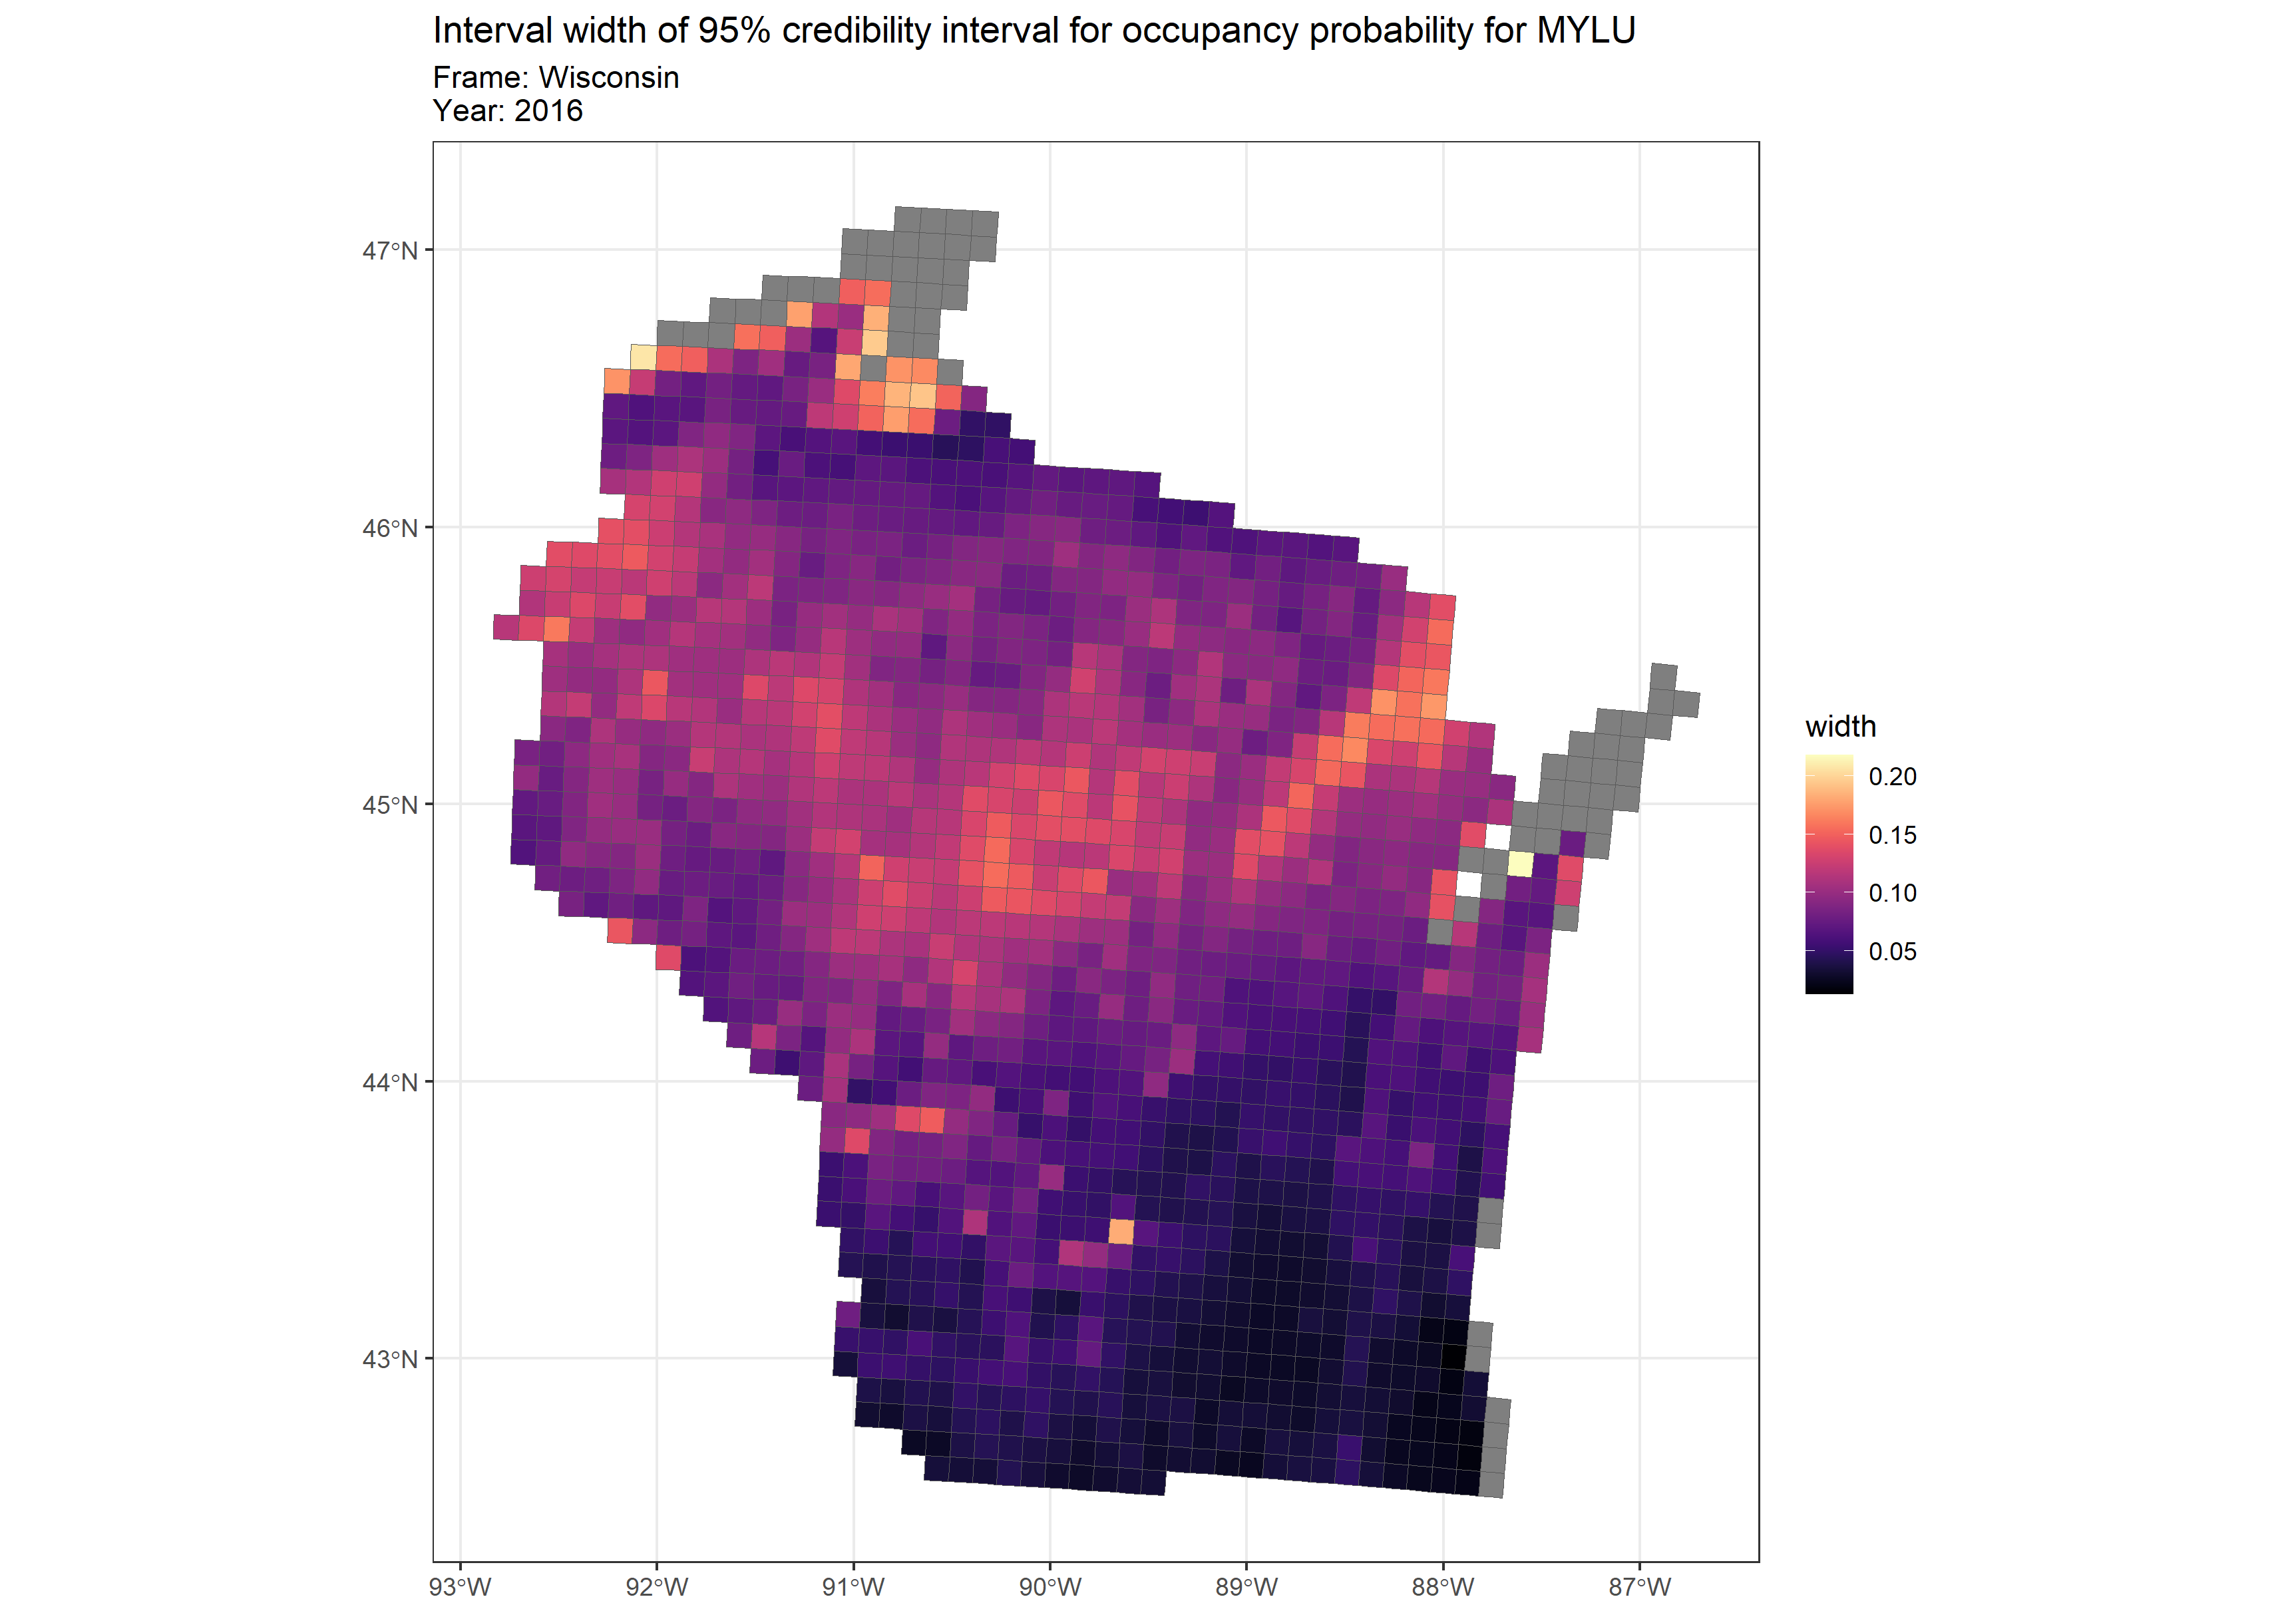 Interval width of 95% credibility interval for occupancy probability for MYLU
Frame: Wisconsin
Year: 2016
47°N
46°N
45°N
44°N
43°N
93°W
92°W
91°W
90°W
89°W
88°W
87°W
width
0.20
0.15
0.10
0.05